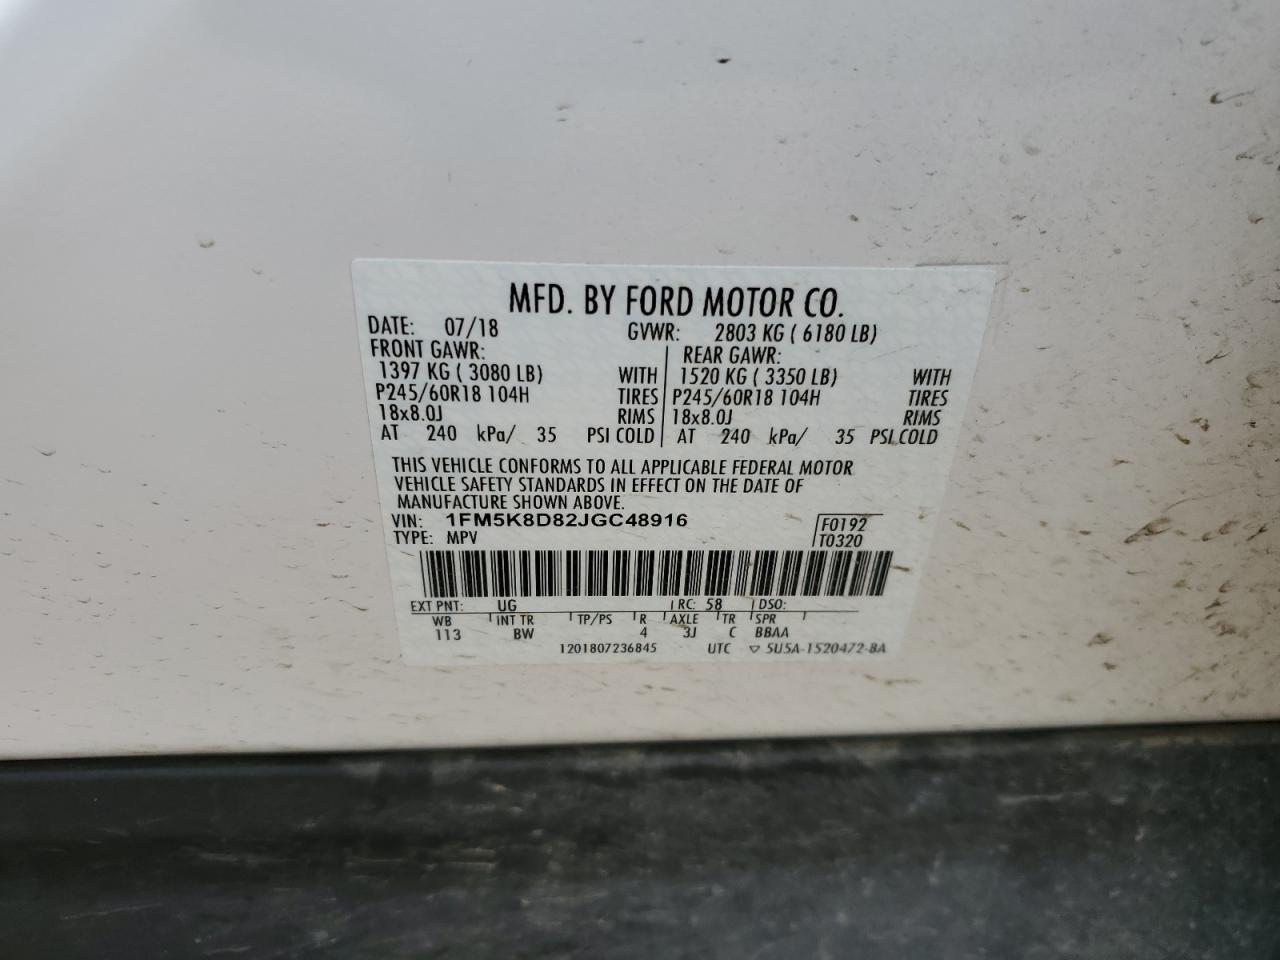 MFD. BY FORD MOTOR CO.
DATE: 07/18 GVWR: 2803 KG ( 6180 LB)
FRONT GAWR: REAR GAWR:
1397 KG ( 3080 LB) WITH 1520 KG ( 3350 LB) WITH
P245/60R18 104H TIRES P245/60R18 104H TIRES
18x8.0J RIMS 18x8.0J RIMS
AT 240 kPa/ 35 PSI COLD AT 240 kPa/ 35 PSI COLD
THIS VEHICLE CONFORMS TO ALL APPLICABLE FEDERAL MOTOR
VEHICLE SAFETY STANDARDS IN EFFECT ON THE DATE OF
MANUFACTURE SHOWN ABOVE.
VIN: 1FM5K8D82JGC48916 F0192
TYPE: MPV T0320
EXT PNT: UG RC: 58 DSO:
WB INT TR TP/PS R AXLE TR SPR
113 BW 4 3J C BBAA
1201807236845 UTC ▽ 5U5A-1520472-8A